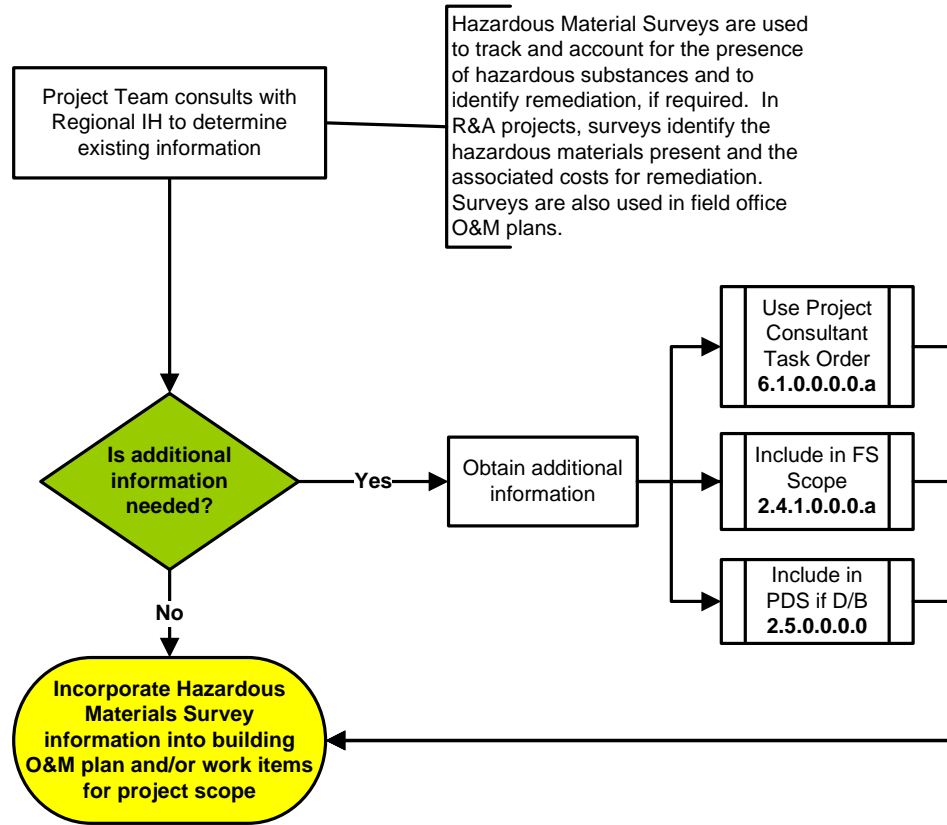 Project Team consults with
Regional IH to determine
existing information
Hazardous Material Surveys are used
to track and account for the presence
of hazardous substances and to
identify remediation, if required.  In
R&A projects, surveys identify the
hazardous materials present and the
associated costs for remediation.
Surveys are also used in field office
O&M plans.
Is additional
information
needed?
Yes
Obtain additional
information
Use Project
Consultant
Task Order
6.1.0.0.0.a
Include in FS
Scope
2.4.1.0.0.0.a
Include in
PDS if D/B
2.5.0.0.0.0
No
Incorporate Hazardous
Materials Survey
information into building
O&M plan and/or work items
for project scope